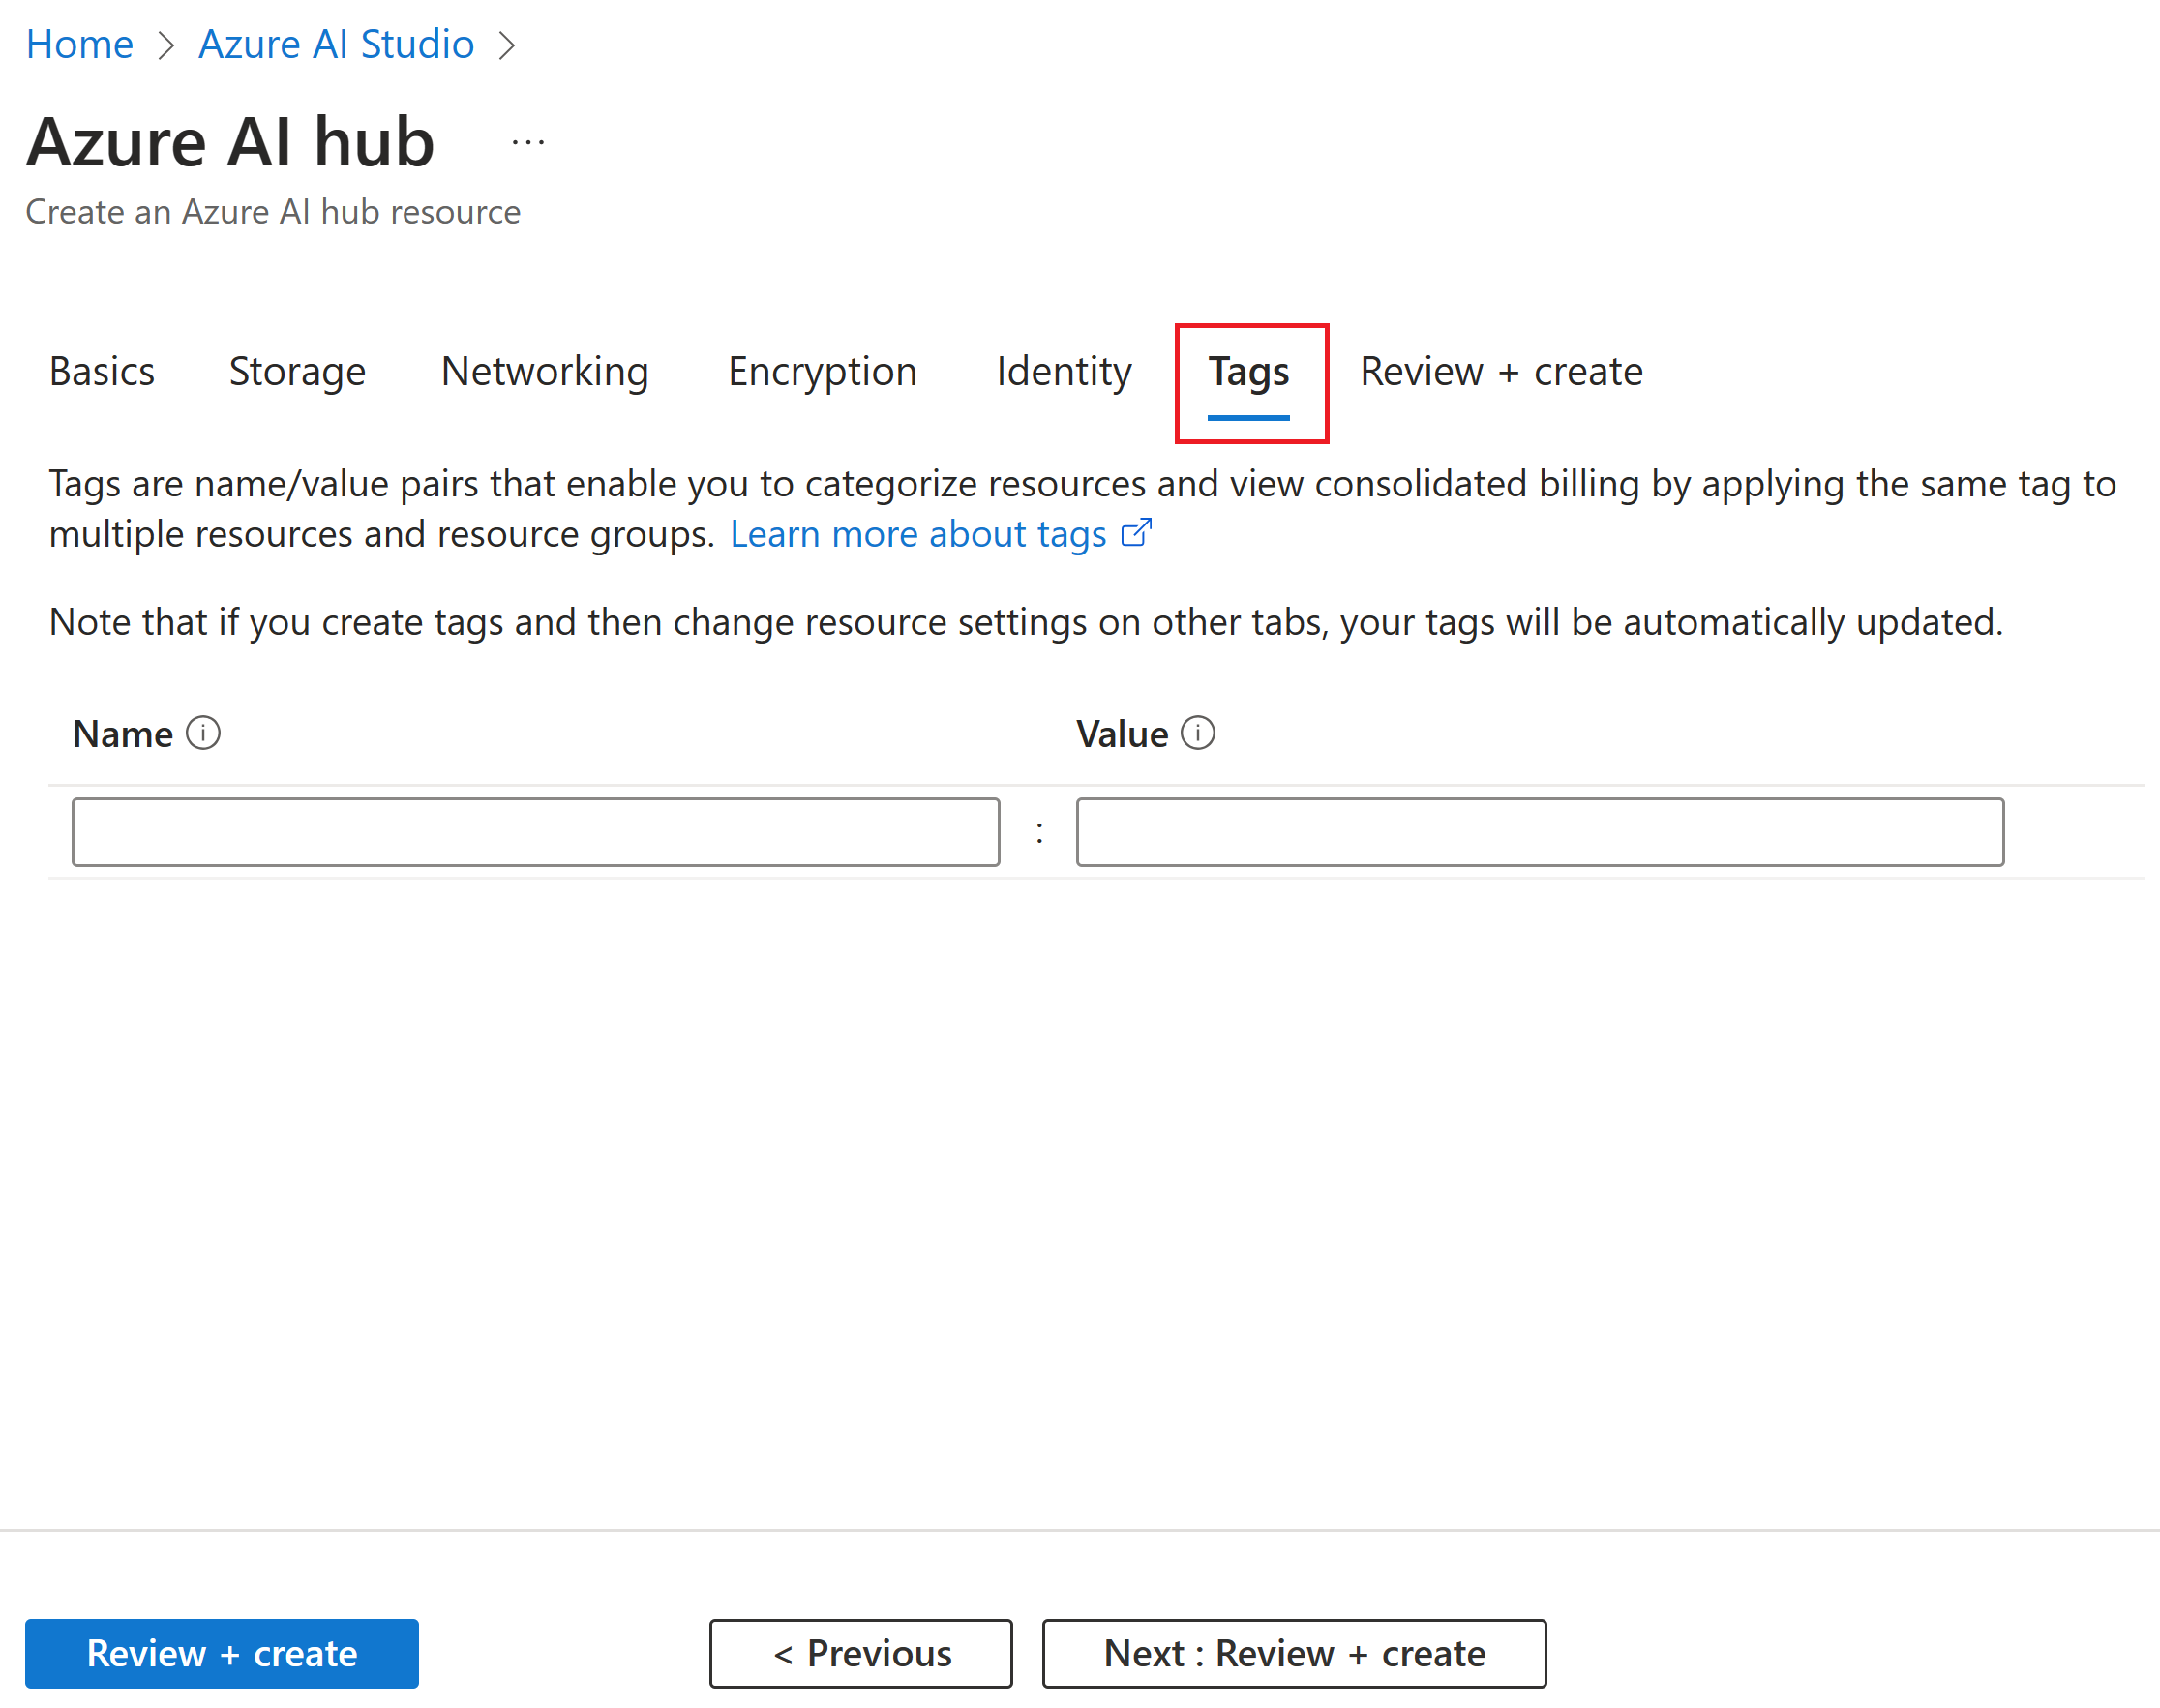 Home > Azure AI Studio >
Azure AI hub ...
Create an Azure AI hub resource
Basics Storage Networking Encryption Identity Tags Review + create
Tags are name/value pairs that enable you to categorize resources and view consolidated billing by applying the same tag to
multiple resources and resource groups. Learn more about tags
Note that if you create tags and then change resource settings on other tabs, your tags will be automatically updated.
Name Value
:
Review + create < Previous Next : Review + create